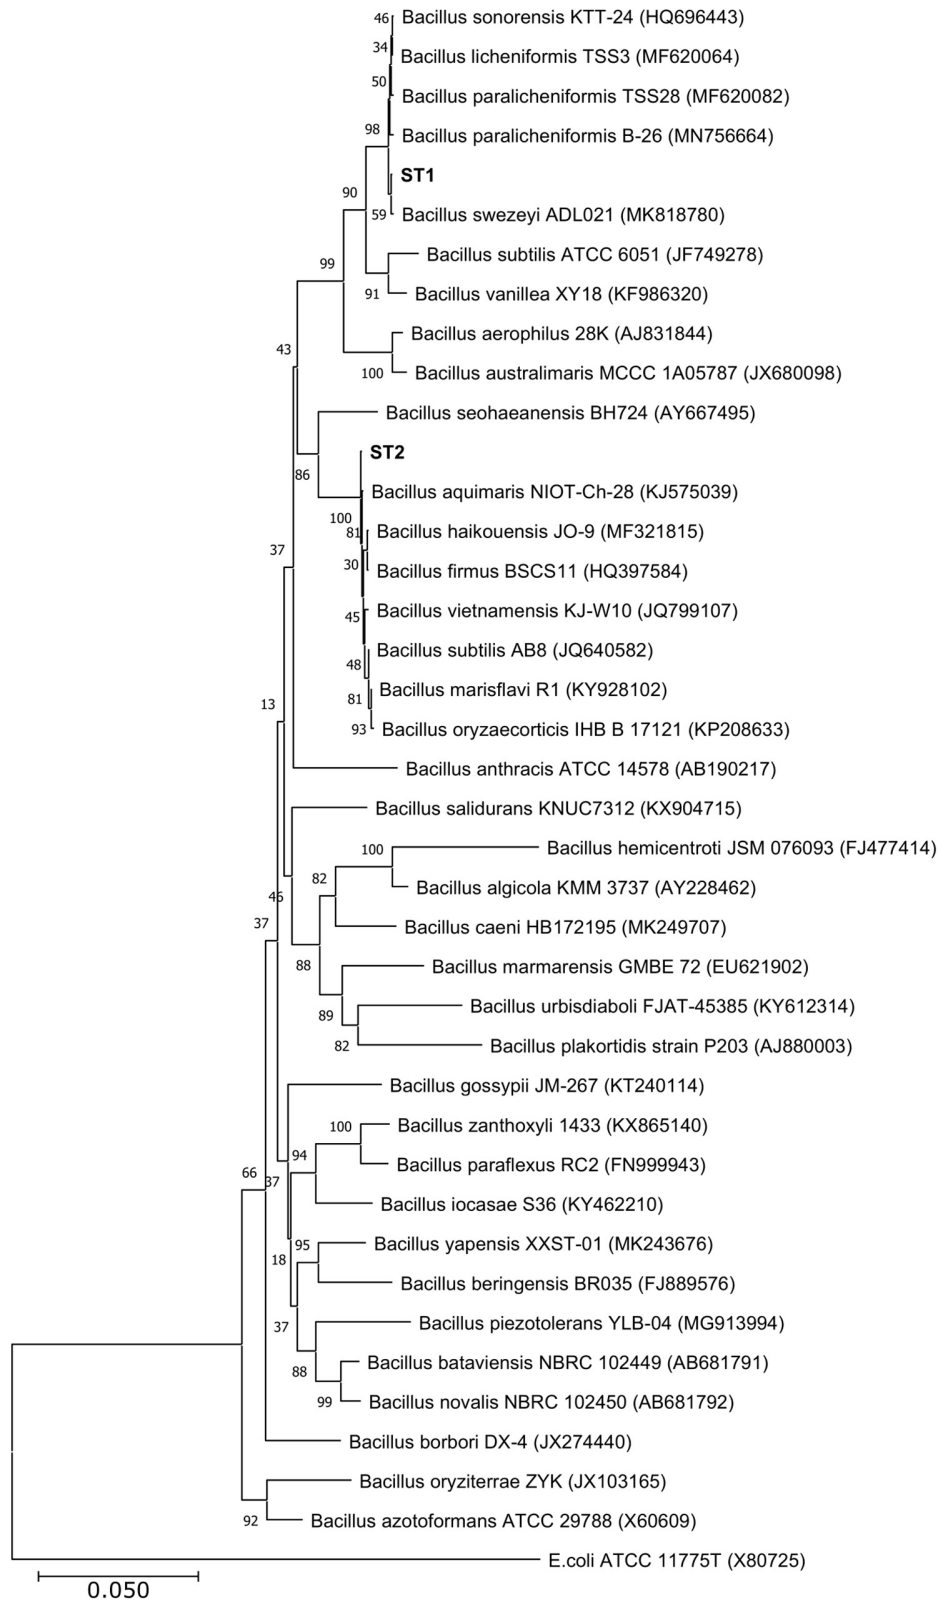 46
Bacillus sonorensis KTT-24 (HQ696443)
34
Bacillus licheniformis TSS3 (MF620064)
50
Bacillus paralicheniformis TSS28 (MF620082)
98
Bacillus paralicheniformis B-26 (MN756664)
ST1
90
59
Bacillus swezeyi ADL021 (MK818780)
Bacillus subtilis ATCC 6051 (JF749278)
99
91
Bacillus vanillea XY18 (KF986320)
Bacillus aerophilus 28K (AJ831844)
43
100
Bacillus australimaris MCCC 1A05787 (JX680098)
Bacillus seohaeanensis BH724 (AY667495)
ST2
86
Bacillus aquimaris NIOT-Ch-28 (KJ575039)
100
81
Bacillus haikouensis JO-9 (MF321815)
37
30
Bacillus firmus BSCS11 (HQ397584)
45
Bacillus vietnamensis KJ-W10 (JQ799107)
48
Bacillus subtilis AB8 (JQ640582)
81
Bacillus marisflavi R1 (KY928102)
13
93
Bacillus oryzaecorticis IHB B 17121 (KP208633)
Bacillus anthracis ATCC 14578 (AB190217)
Bacillus salidurans KNUC7312 (KX904715)
100
Bacillus hemicentroti JSM 076093 (FJ477414)
82
Bacillus algicola KMM 3737 (AY228462)
46
37
Bacillus caeni HB172195 (MK249707)
88
Bacillus marmarensis GMBE 72 (EU621902)
89
Bacillus urbisdiaboli FJAT-45385 (KY612314)
82
Bacillus plakortidis strain P203 (AJ880003)
Bacillus gossypii JM-267 (KT240114)
100
Bacillus zanthoxyli 1433 (KX865140)
94
Bacillus paraflexus RC2 (FN999943)
66
37
Bacillus iocasae S36 (KY462210)
95
Bacillus yapensis XXST-01 (MK243676)
18
Bacillus beringensis BR035 (FJ889576)
37
Bacillus piezotolerans YLB-04 (MG913994)
88
Bacillus bataviensis NBRC 102449 (AB681791)
99
Bacillus novalis NBRC 102450 (AB681792)
Bacillus borbori DX-4 (JX274440)
Bacillus oryziterrae ZYK (JX103165)
92
Bacillus azotoformans ATCC 29788 (X60609)
E.coli ATCC 11775T (X80725)
0.050